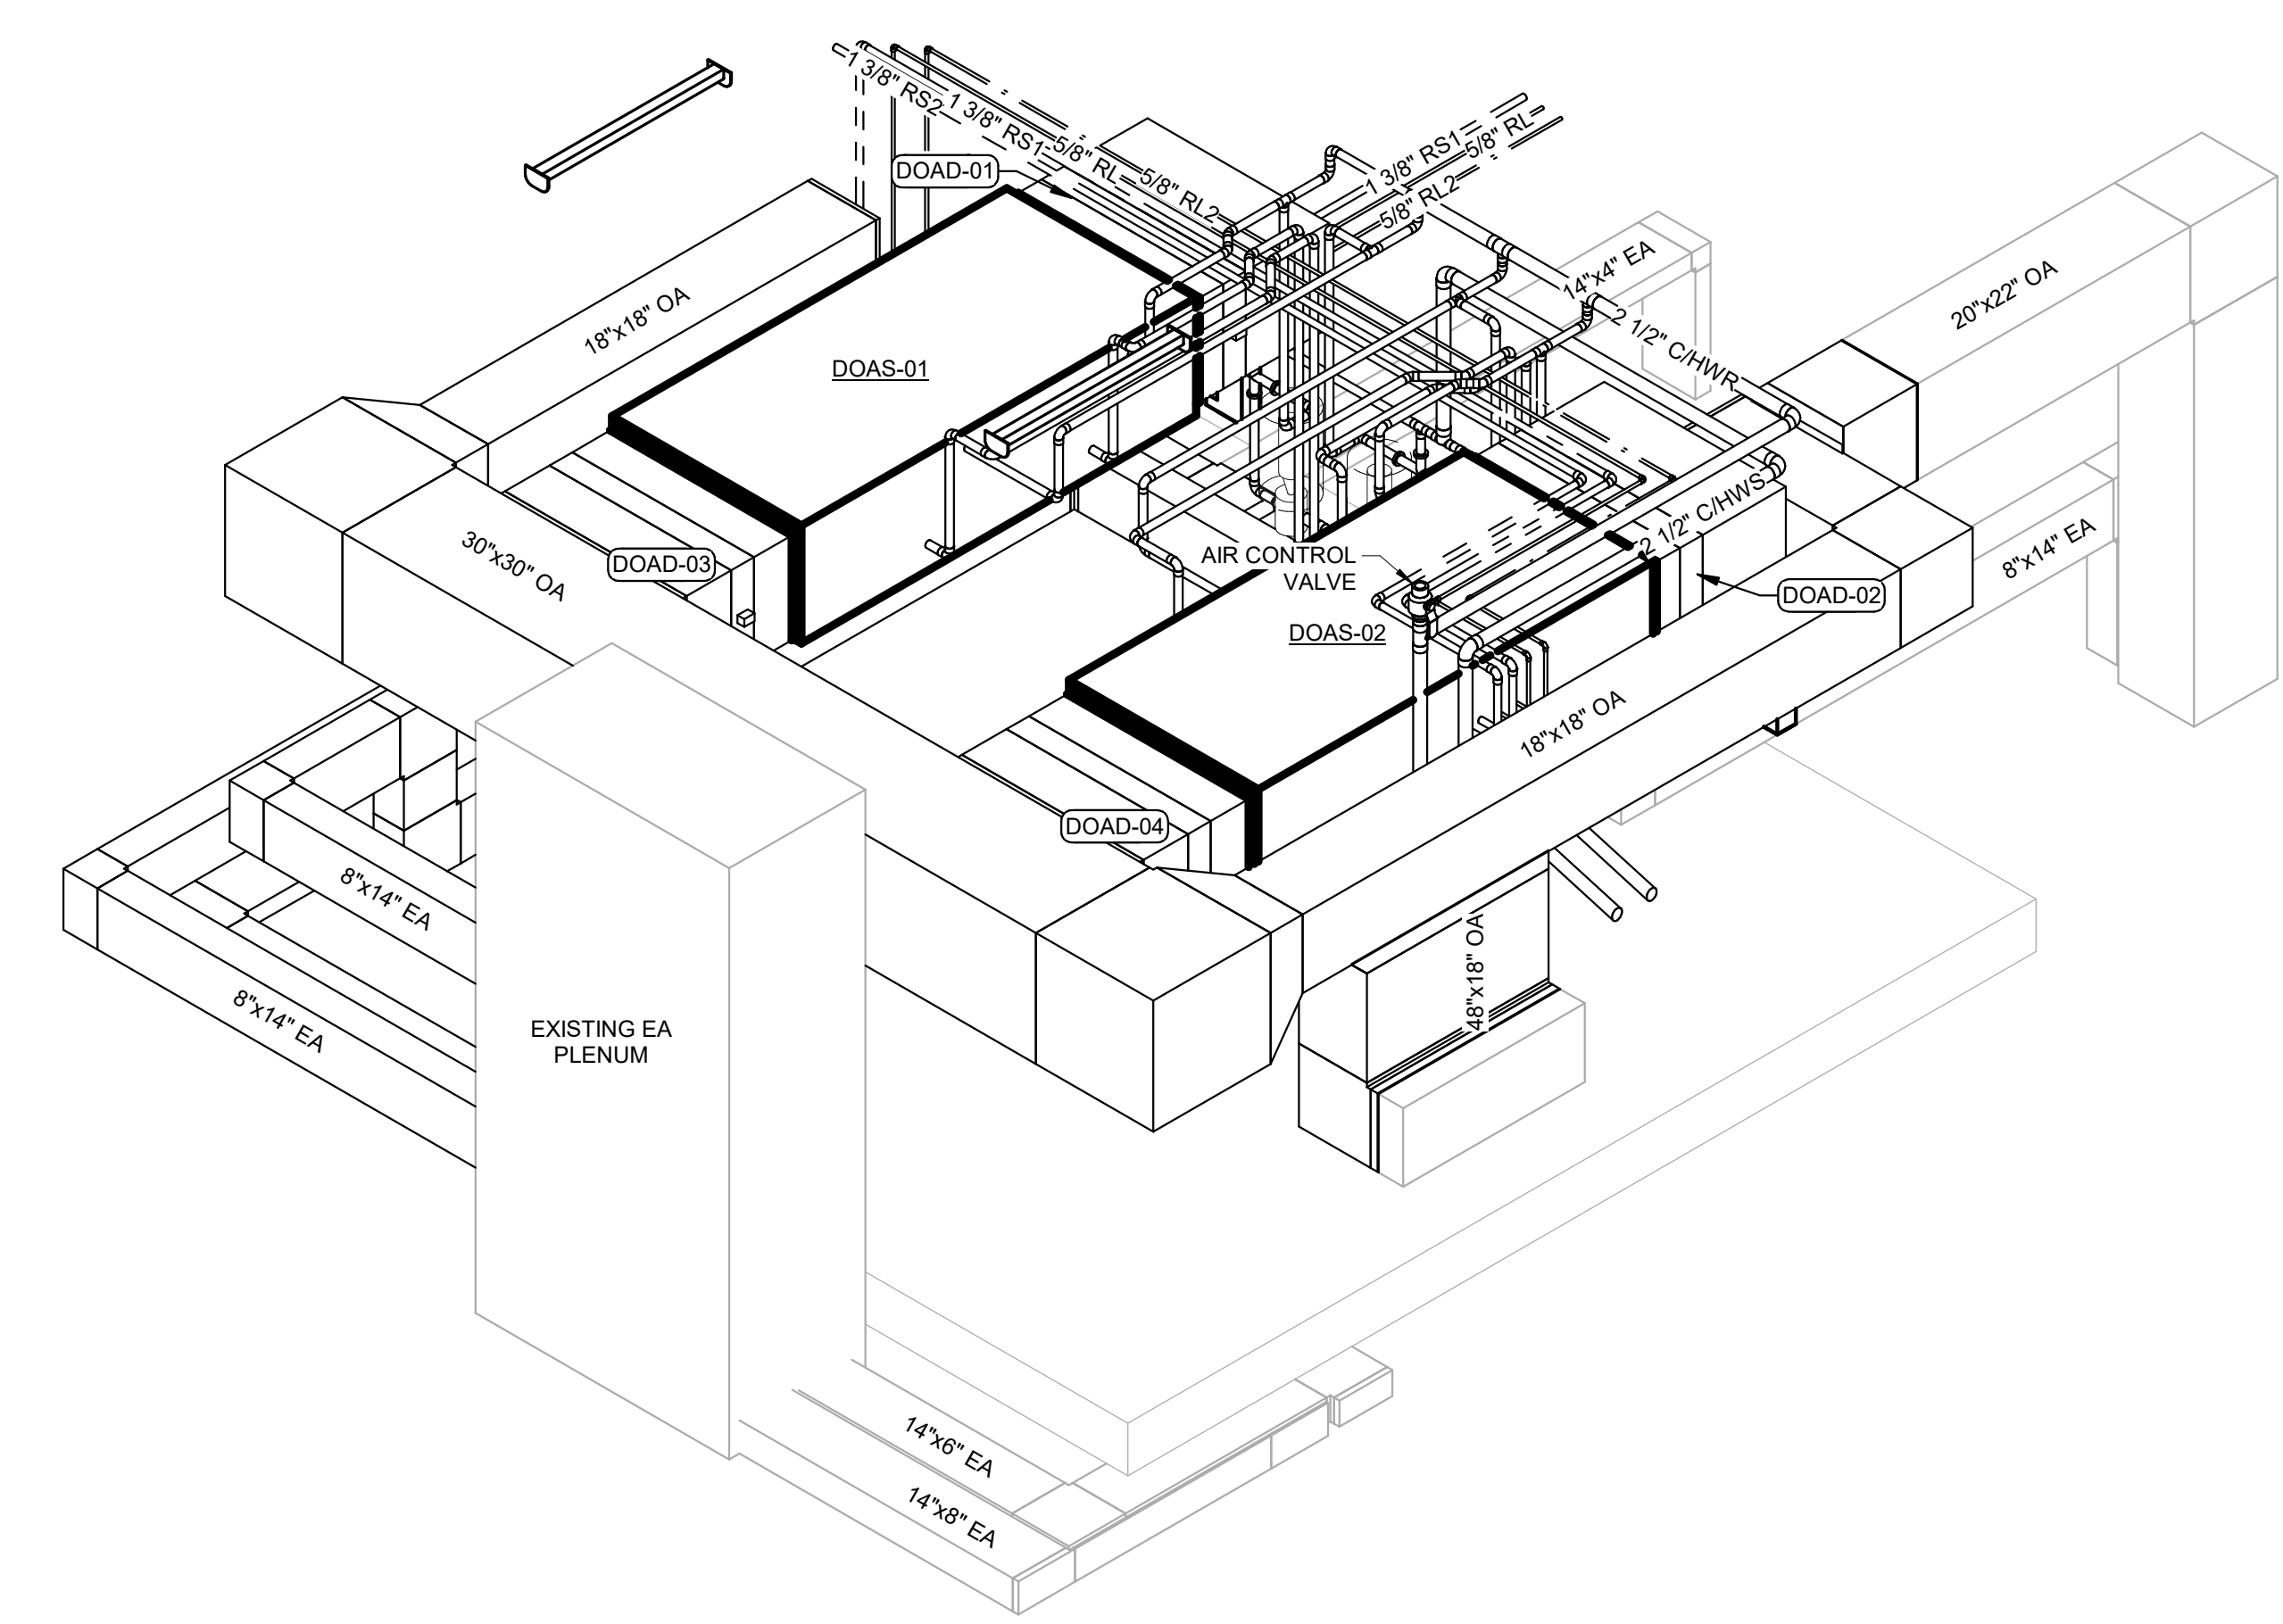 1 3/8" RS2
1 3/8" RS1
5/8" RL
5/8" RL2
1 3/8" RS1
5/8" RL
5/8" RL2
DOAD-01
14"x4" EA
20"x22" OA
18"x18" OA
2 1/2" C/HWR
DOAS-01
2 1/2" C/HWS
30"x30" OA
DOAD-03
AIR CONTROL
VALVE
DOAS-02
DOAD-02
8"x14" EA
18"x18" OA
DOAD-04
8"x14" EA
8"x14" EA
48"x18" OA
EXISTING EA
PLENUM
14"x6" EA
14"x8" EA